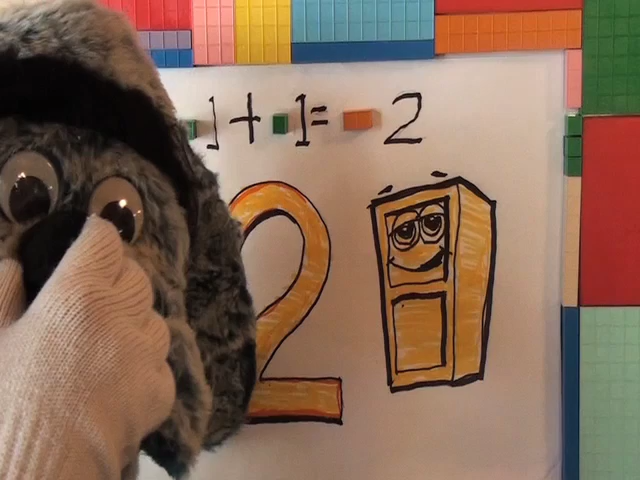 1 + 1 = 2
2